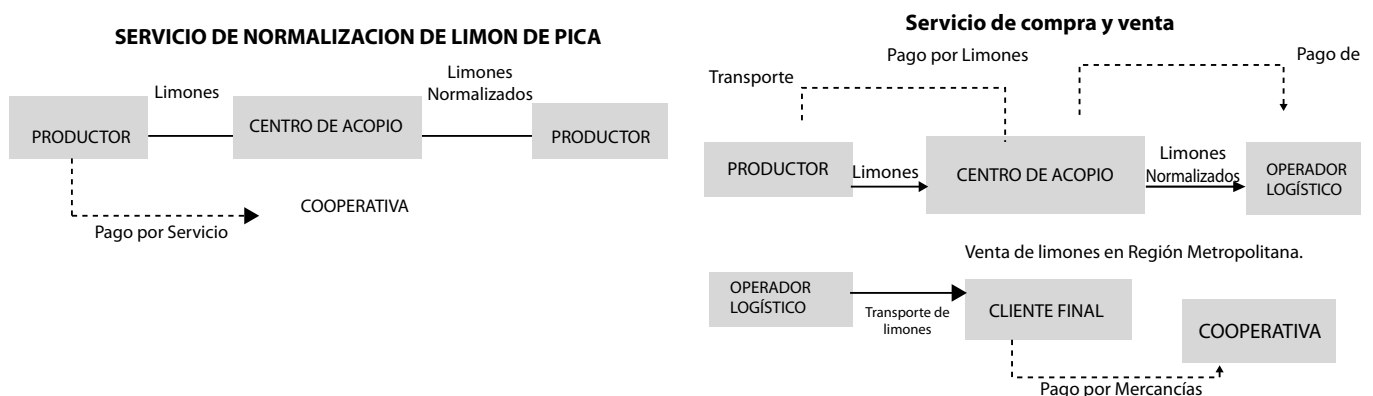 SERVICIO DE NORMALIZACION DE LIMON DE PICA
Limones
Limones
Normalizados
PRODUCTOR
CENTRO DE ACOPIO
PRODUCTOR
COOPERATIVA
Pago por Servicio
Servicio de compra y venta
Pago por Limones
Pago de
Transporte
PRODUCTOR
Limones
CENTRO DE ACOPIO
Limones
Normalizados
OPERADOR
LOGÍSTICO
Venta de limones en Región Metropolitana.
OPERADOR
LOGÍSTICO
Transporte de
limones
CLIENTE FINAL
COOPERATIVA
Pago por Mercancías